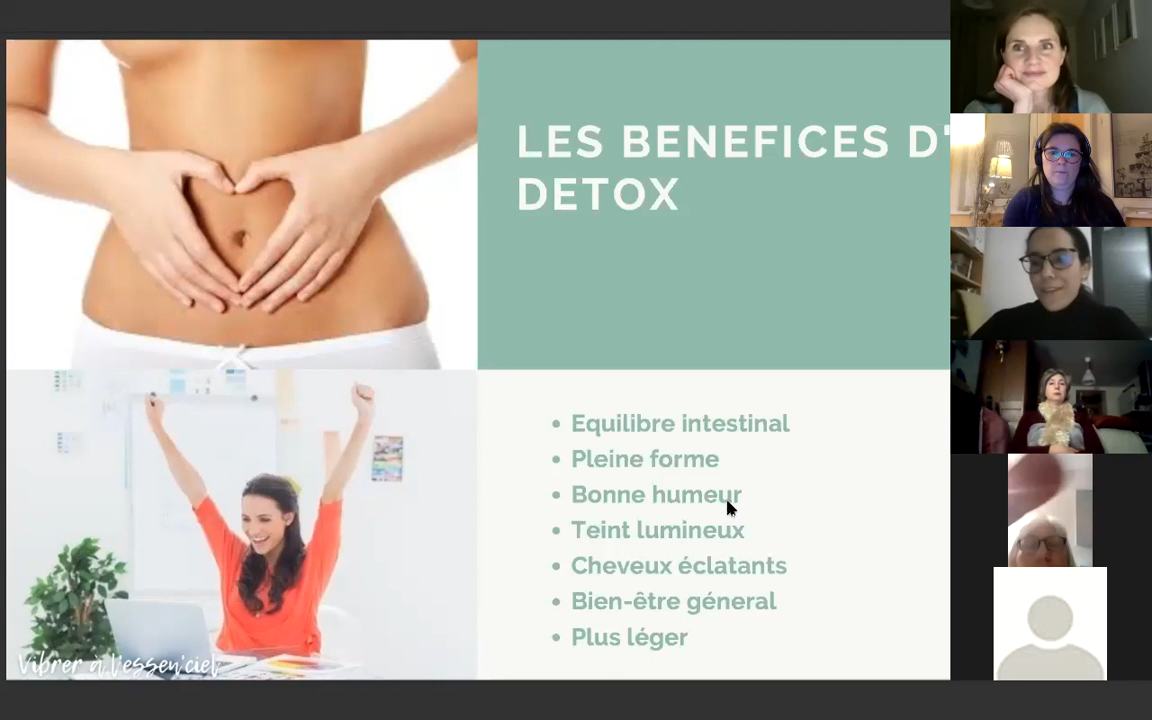 LES BENEFICES D'
DETOX
Equilibre intestinal
Pleine forme
Bonne humeur
Teint lumineux
Cheveux éclatants
Bien-être géneral
Plus léger
Vibrer à l'essen'ciel